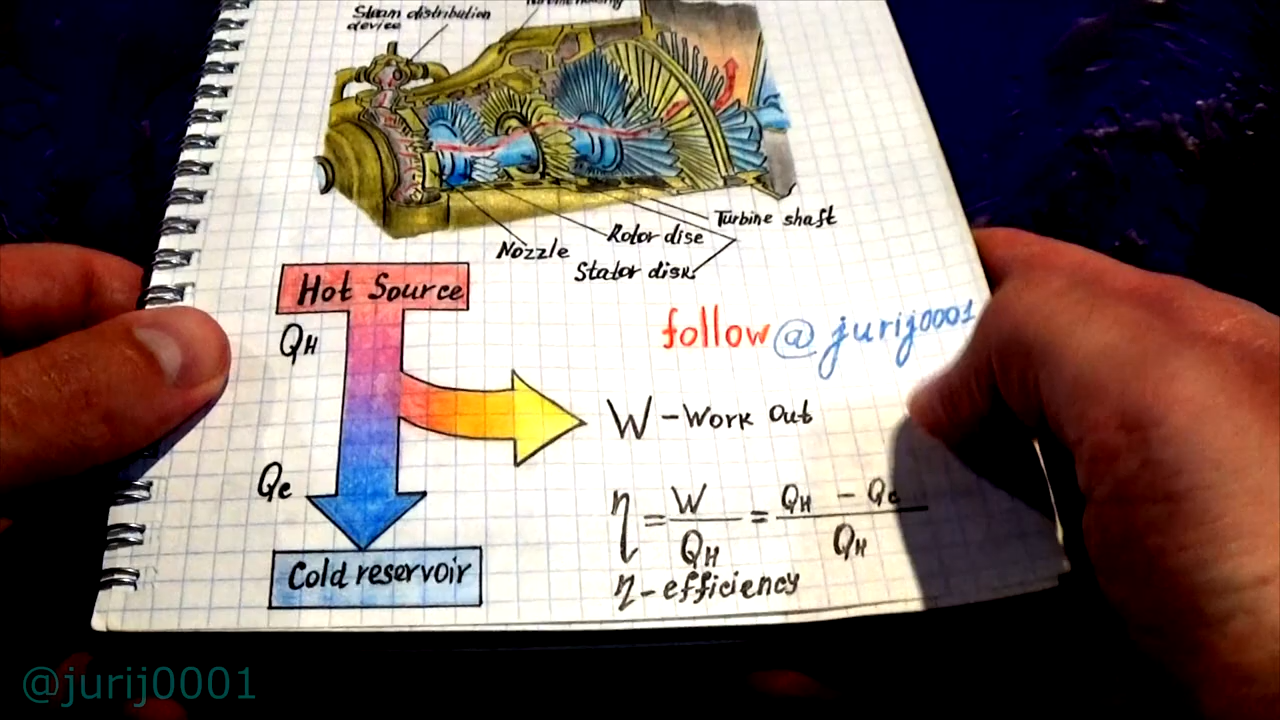 Steam distribution
device
Turbine shaft
Rotor disc
Nozzle
Stator disk
Hot Source
QH
follow @jurij0001
W - Work Out
Qc
η = W/QH = QH - Qc/QH
Cold reservoir
η - efficiency
@jurij0001